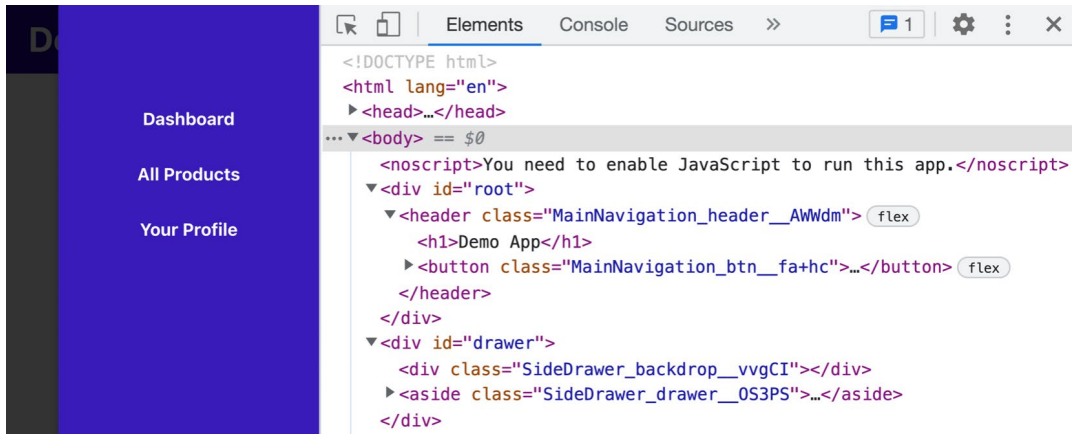 De
Dashboard
All Products
Your Profile
Elements Console Sources » 1
<!DOCTYPE html>
<html lang="en">
<head>…</head>
<body> == $0
<noscript>You need to enable JavaScript to run this app.</noscript>
<div id="root">
<header class="MainNavigation_header__AWWdm"> flex
<h1>Demo App</h1>
<button class="MainNavigation_btn__fa+hc">…</button> flex
</header>
</div>
<div id="drawer">
<div class="SideDrawer_backdrop__vvgCI"></div>
<aside class="SideDrawer_drawer__OS3PS">…</aside>
</div>